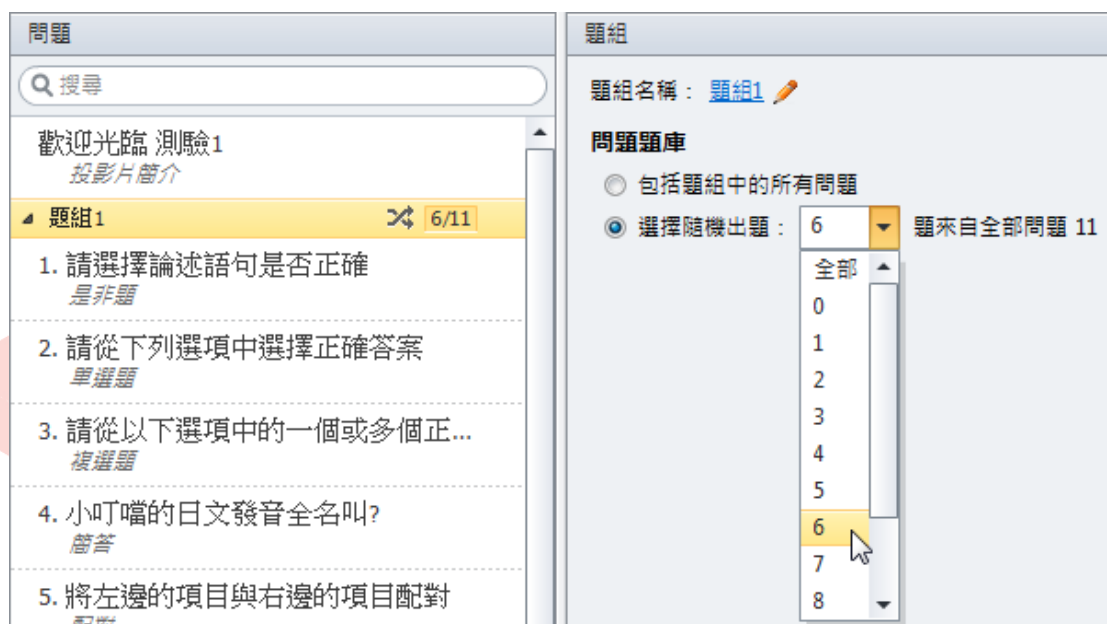 問題
搜尋
歡迎光臨 測驗1
投影片簡介
題組1 6/11
1. 請選擇論述語句是否正確
是非題
2. 請從下列選項中選擇正確答案
單選題
3. 請從以下選項中的一個或多個正...
複選題
4. 小叮噹的日文發音全名叫?
簡答
5. 將左邊的項目與右邊的項目配對
配對
題組
題組名稱： 題組1
問題題庫
包括題組中的所有問題
選擇隨機出題： 6 題來自全部問題 11
全部
0
1
2
3
4
5
6
7
8